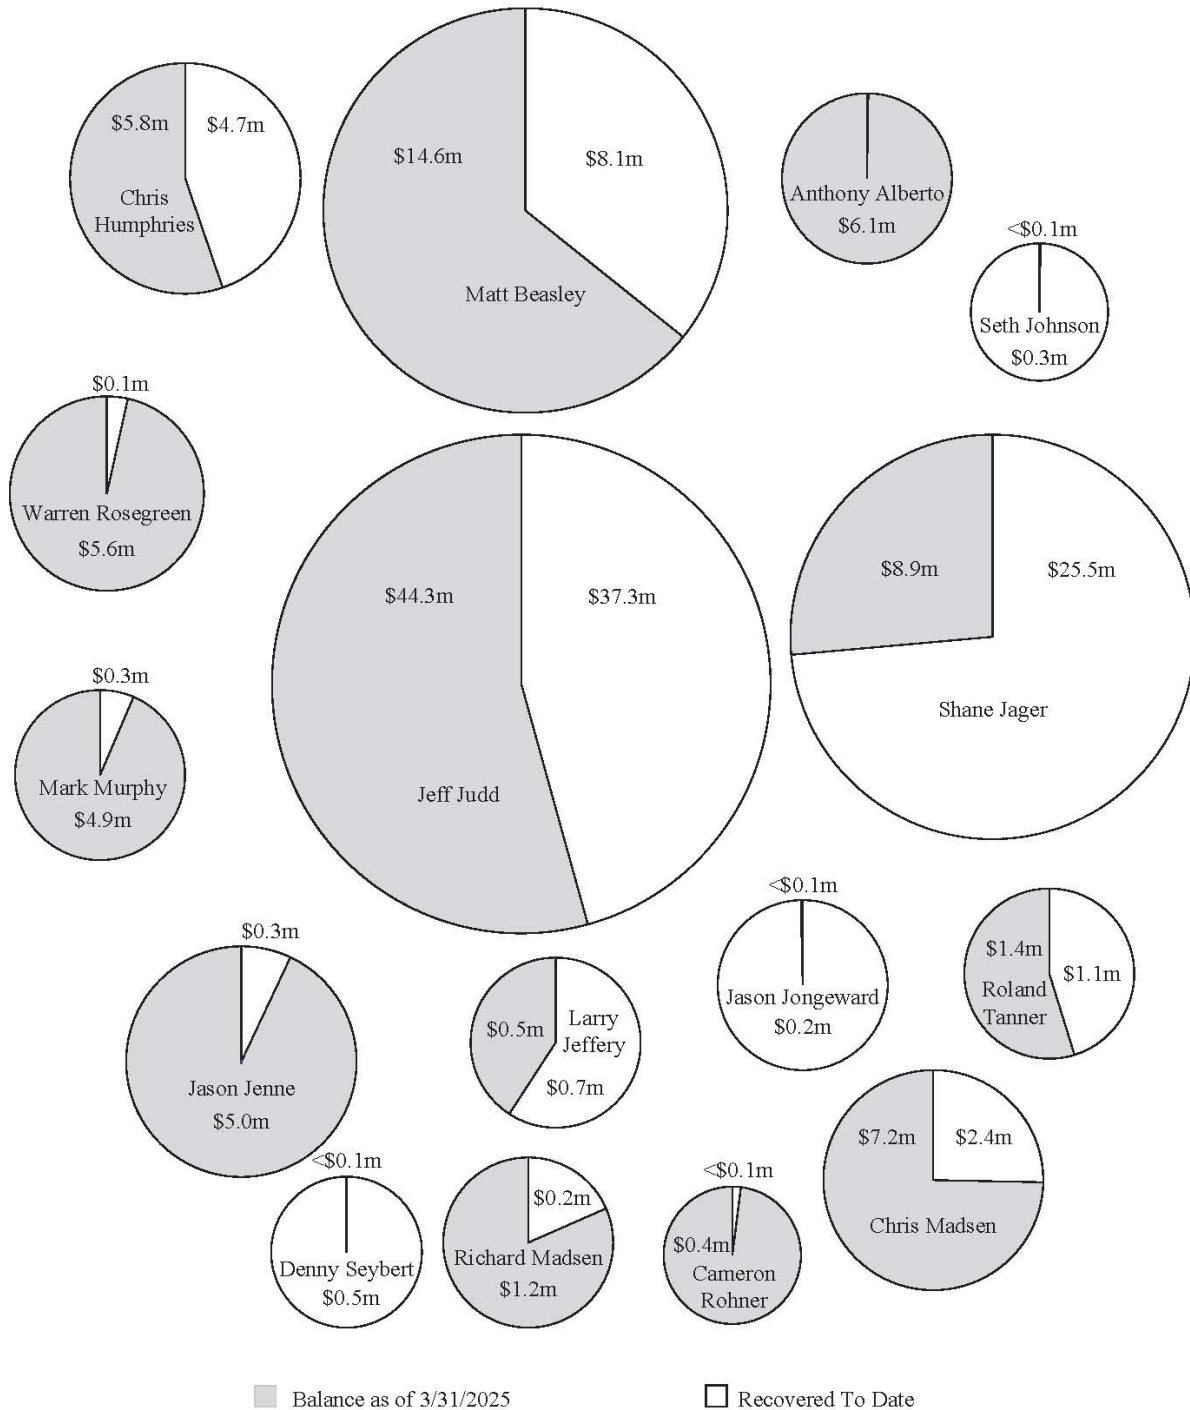 $5.8m
$4.7m
Chris
Humphries
$14.6m
$8.1m
Matt Beasley
Anthony Alberto
$6.1m
<$0.1m
Seth Johnson
$0.3m
$0.1m
Warren Rosegreen
$5.6m
$44.3m
$37.3m
Jeff Judd
$8.9m
$25.5m
Shane Jager
$0.3m
Mark Murphy
$4.9m
$0.3m
Jason Jenne
$5.0m
$0.5m
Larry
Jeffery
$0.7m
<$0.1m
Jason Jongeward
$0.2m
$1.4m
$1.1m
Roland
Tanner
<$0.1m
Denny Seybert
$0.5m
$0.2m
Richard Madsen
$1.2m
<$0.1m
$0.4m
Cameron
Rohner
$7.2m
$2.4m
Chris Madsen
Balance as of 3/31/2025
Recovered To Date